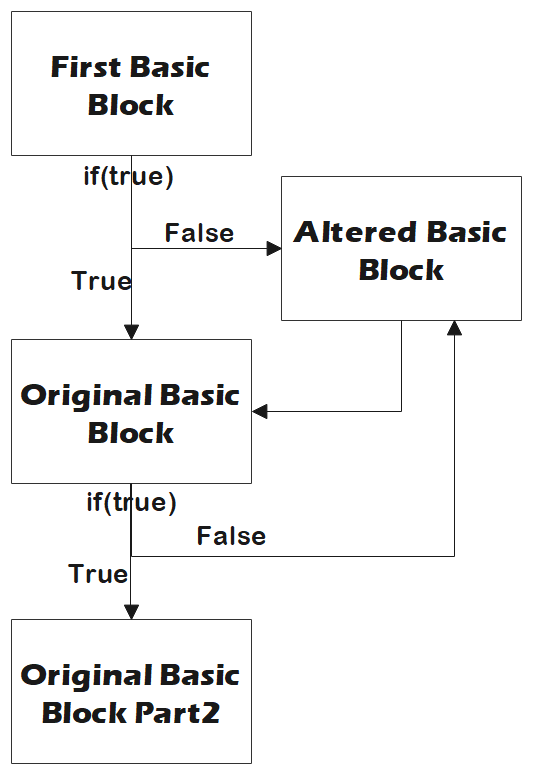 First Basic
Block
if(true)
False
Altered Basic
Block
True
Original Basic
Block
if(true)
False
True
Original Basic
Block Part2